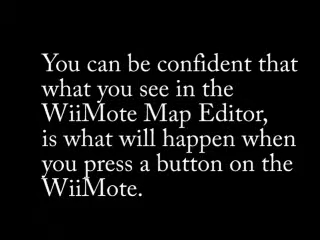 You can be confident that
what you see in the
WiiMote Map Editor,
is what will happen when
you press a button on the
WiiMote.